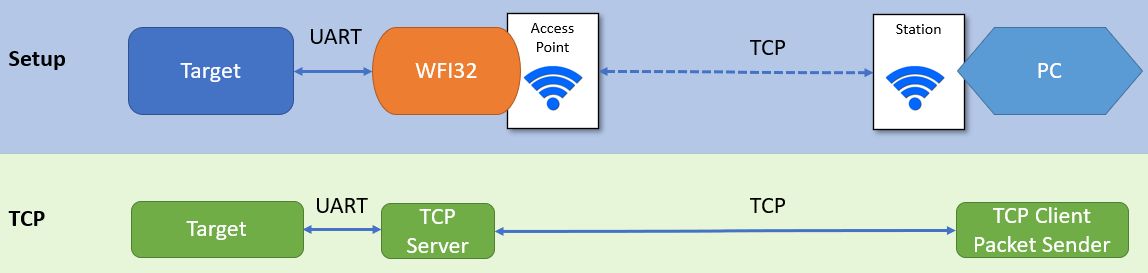 Setup
Target
UART
WFI32
Access
Point
TCP
Station
PC
TCP
Target
UART
TCP
Server
TCP
TCP Client
Packet Sender